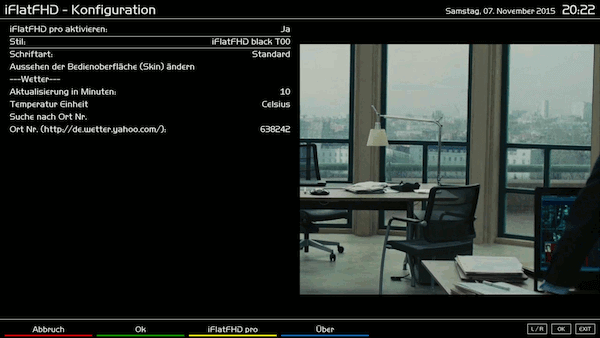 iFlatFHD - Konfiguration
Samstag, 07. November 2015 20:22
iFlatFHD pro aktivieren: Ja
Stil: iFlatFHD black T00
Schriftart: Standard
Aussehen der Bedienoberfläche (Skin) ändern
---Wetter---
Aktualisierung in Minuten: 10
Temperatur Einheit Celsius
Suche nach Ort Nr.
Ort Nr. (http://de.wetter.yahoo.com/): 638242
Abbruch Ok iFlatFHD pro Über
L/R OK EXIT